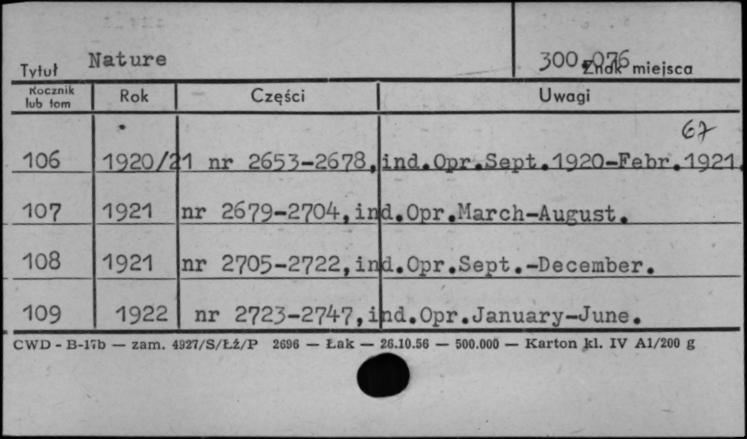 Tytuł Nature 300.076 Znak miejsca
Rocznik lub tom Rok Części Uwagi
67
106 1920/21 nr 2653-2678, ind.Opr.Sept.1920-Febr.1921.
107 1921 nr 2679-2704, ind.Opr.March-August.
108 1921 nr 2705-2722, ind.Opr.Sept.-December.
109 1922 nr 2723-2747, ind.Opr.January-June.
CWD - B-17b — zam. 4927/S/Łź/P 2696 — Łak — 26.10.56 — 500.000 — Karton kl. IV A1/200 g